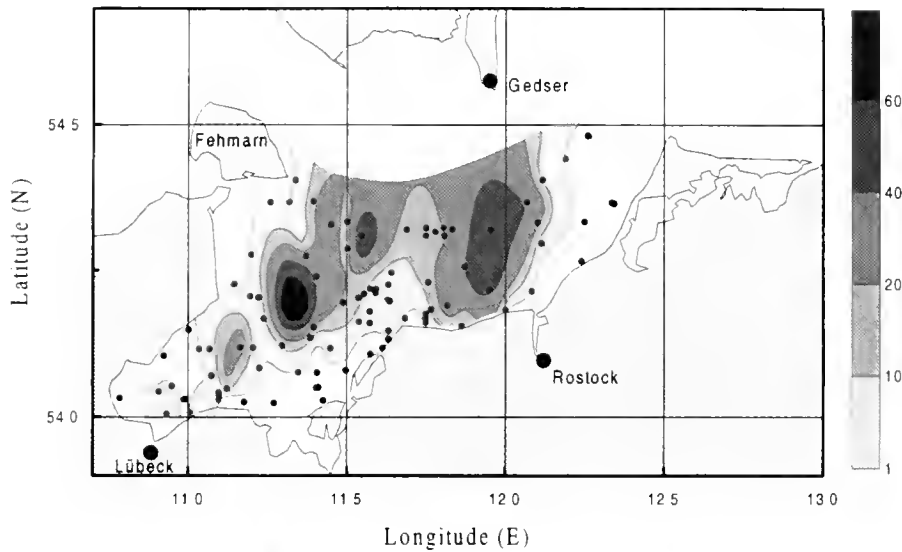 Gedser
60
54.5
Fehmarn
40
Latitude (N)
20
10
Rostock
54.0
Lübeck
1
11.0
11.5
12.0
12.5
13.0
Longitude (E)